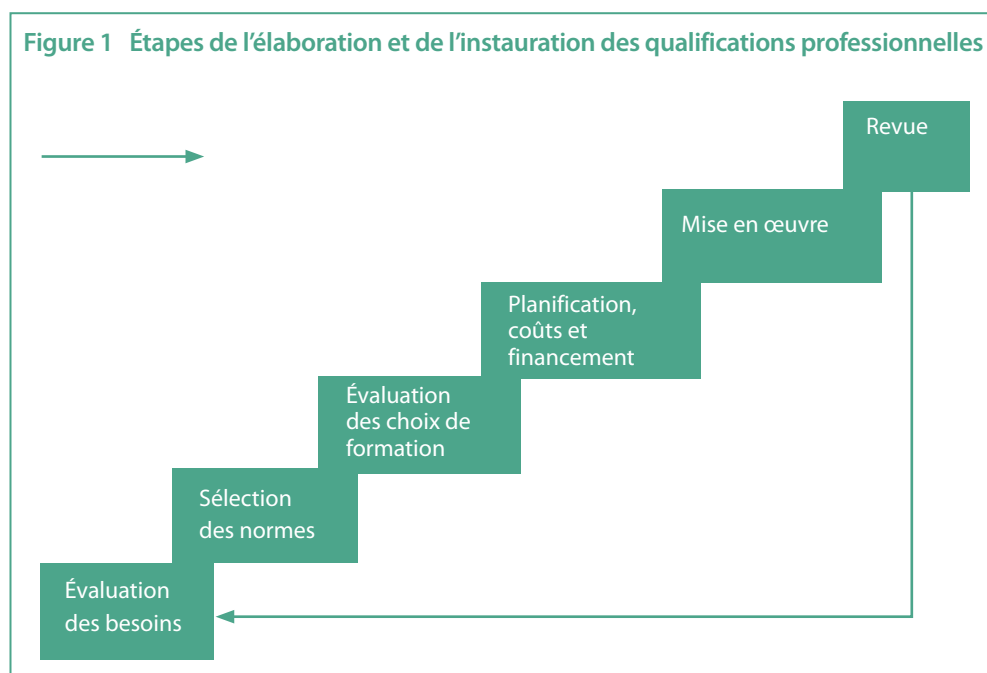 Figure 1 Étapes de l’élaboration et de l’instauration des qualifications professionnelles
Revue
Mise en œuvre
Planification,
coûts et
financement
Évaluation
des choix de
formation
Sélection
des normes
Évaluation
des besoins